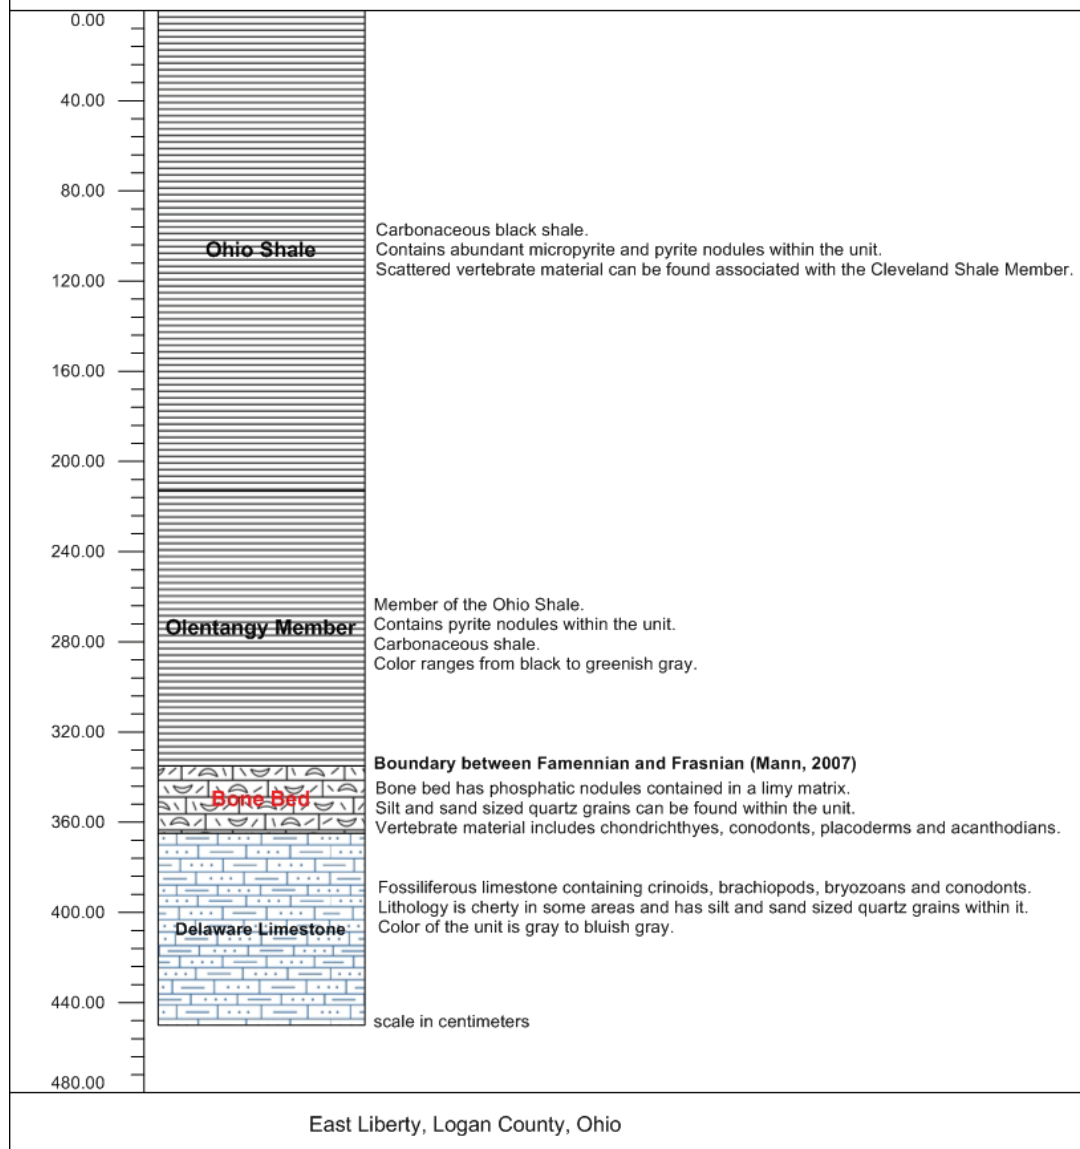 0.00
40.00
80.00
Carbonaceous black shale.
Ohio Shale
Contains abundant micropyrite and pyrite nodules within the unit.
Scattered vertebrate material can be found associated with the Cleveland Shale Member.
120.00
160.00
200.00
240.00
Member of the Ohio Shale.
Olentangy Member
Contains pyrite nodules within the unit.
280.00
Carbonaceous shale.
Color ranges from black to greenish gray.
320.00
Boundary between Famennian and Frasnian (Mann, 2007)
Bone bed has phosphatic nodules contained in a limy matrix.
Bone Bed
Silt and sand sized quartz grains can be found within the unit.
360.00
Vertebrate material includes chondrichthyes, conodonts, placoderms and acanthodians.
Fossiliferous limestone containing crinoids, brachiopods, bryozoans and conodonts.
400.00
Lithology is cherty in some areas and has silt and sand sized quartz grains within it.
Delaware Limestone
Color of the unit is gray to bluish gray.
440.00
scale in centimeters
480.00
East Liberty, Logan County, Ohio